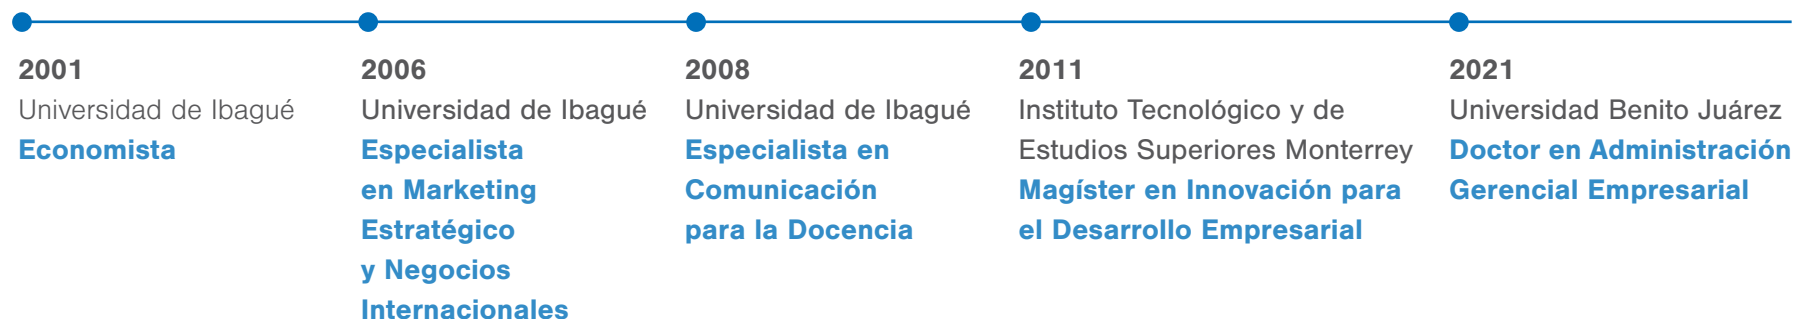 2001
Universidad de Ibagué
Economista
2006
Universidad de Ibagué
Especialista
en Marketing
Estratégico
y Negocios
Internacionales
2008
Universidad de Ibagué
Especialista en
Comunicación
para la Docencia
2011
Instituto Tecnológico y de
Estudios Superiores Monterrey
Magíster en Innovación para
el Desarrollo Empresarial
2021
Universidad Benito Juárez
Doctor en Administración
Gerencial Empresarial